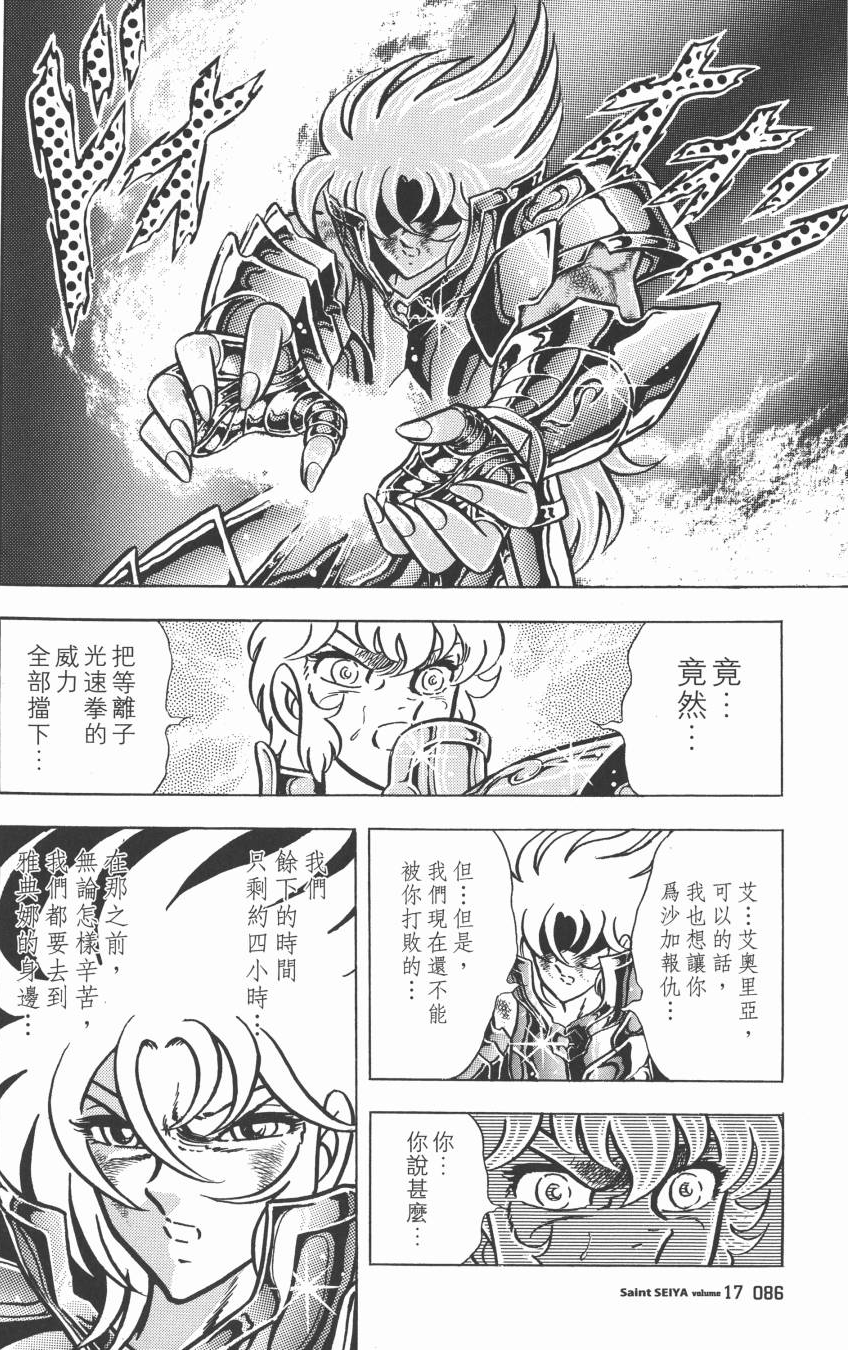 ドドドドド
竟…
竟然…
把等離子
光速拳的
威力
全部擋下…
艾…艾奧里亞，
可以的話，
我也想讓你
爲沙加報仇…
但…但是，
我們現在還不能
被你打敗的…
你…
你說甚麼…
我們
餘下的時間
只剩約四小時…
在那之前，
無論怎樣辛苦，
我們都要去到
雅典娜的身邊…
Saint SEIYA volume 17 086